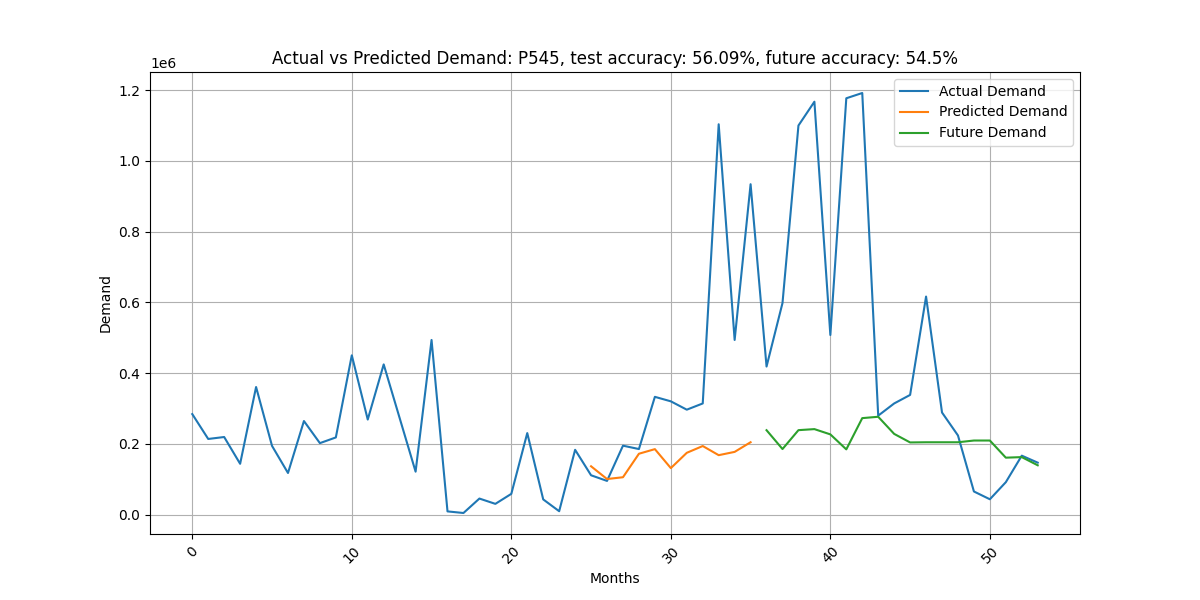 Actual vs Predicted Demand: P545, test accuracy: 56.09%, future accuracy: 54.5%
1e6
Actual Demand
Predicted Demand
Future Demand
1.2
1.0
0.8
0.6
0.4
0.2
0.0
Demand
0 10 20 30 40 50
Months